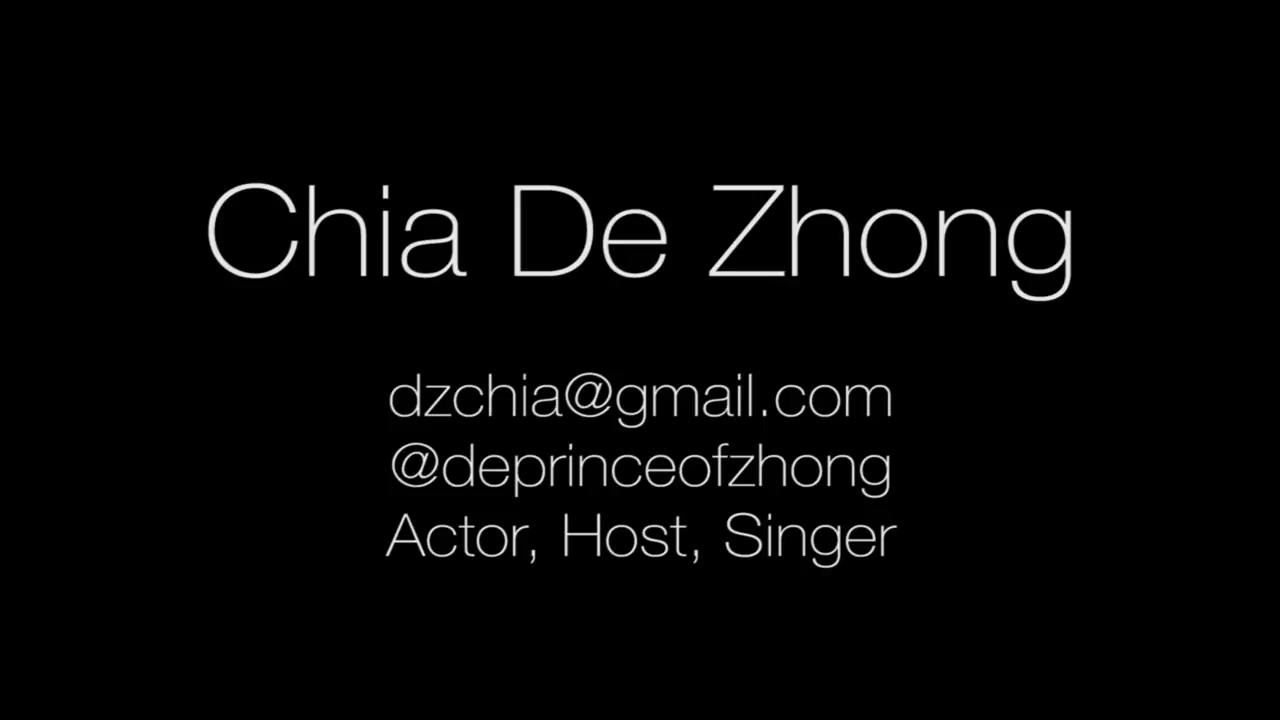 Chia De Zhong
dzchia@gmail.com
@deprinceofzhong
Actor, Host, Singer